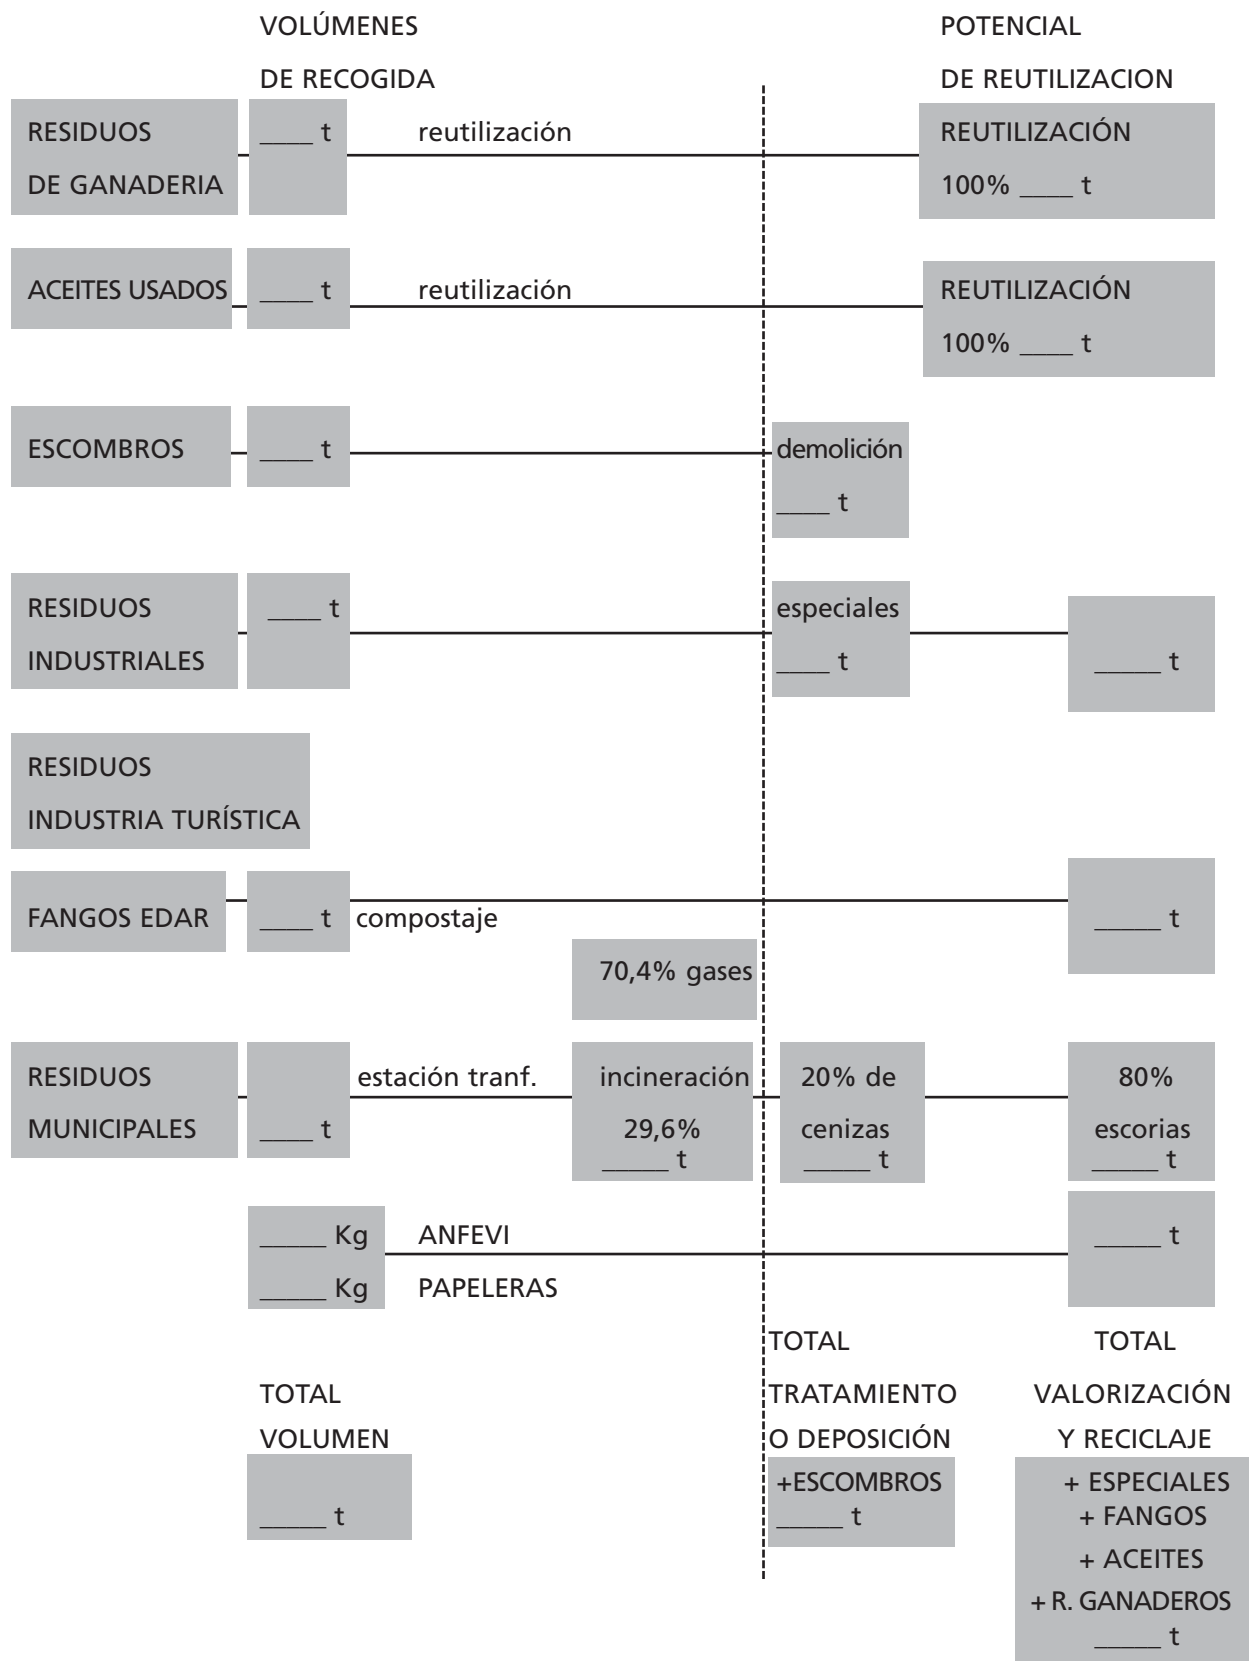 VOLÚMENES
DE RECOGIDA
POTENCIAL
DE REUTILIZACION
RESIDUOS
DE GANADERIA
____ t
reutilización
REUTILIZACIÓN
100% ____ t
ACEITES USADOS
____ t
reutilización
REUTILIZACIÓN
100% ____ t
ESCOMBROS
____ t
demolición
____ t
RESIDUOS
INDUSTRIALES
____ t
especiales
____ t
_____ t
RESIDUOS
INDUSTRIA TURÍSTICA
FANGOS EDAR
____ t
compostaje
_____ t
70,4% gases
RESIDUOS
MUNICIPALES
____ t
estación tranf.
incineración
29,6%
_____ t
20% de
cenizas
_____ t
80%
escorias
_____ t
_____ Kg
ANFEVI
_____ t
_____ Kg
PAPELERAS
TOTAL
VOLUMEN
_____ t
TOTAL
TRATAMIENTO
O DEPOSICIÓN
+ESCOMBROS
_____ t
TOTAL
VALORIZACIÓN
Y RECICLAJE
+ ESPECIALES
+ FANGOS
+ ACEITES
+ R. GANADEROS
_____ t